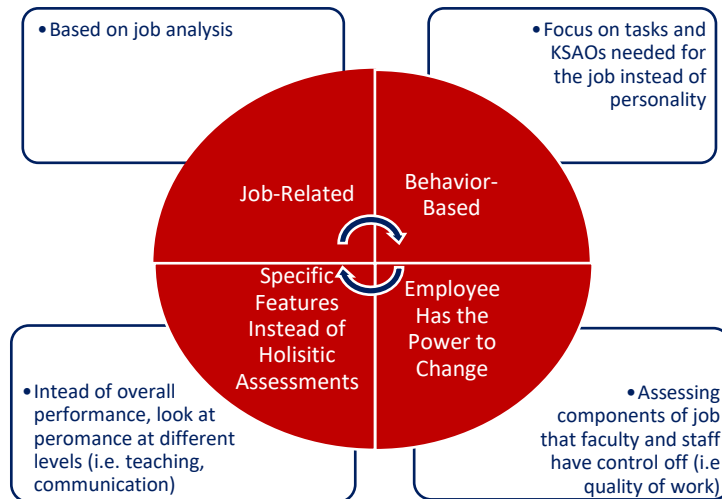 •Based on job analysis
•Focus on tasks and
KSAOs needed for
the job instead of
personality
Job-Related
Behavior-
Based
Specific
Features
Instead of
Holisitic
Assessments
Employee
Has the
Power to
Change
•Intead of overall
performance, look at
peromance at different
levels (i.e. teaching,
communication)
•Assessing
components of job
that faculty and staff
have control off (i.e
quality of work)